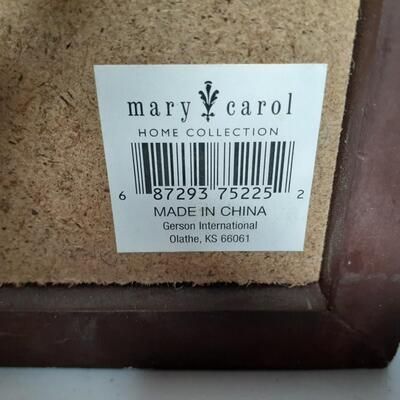 mary carol
HOME COLLECTION
6 87293 75225 2
MADE IN CHINA
Gerson International
Olathe, KS 66061